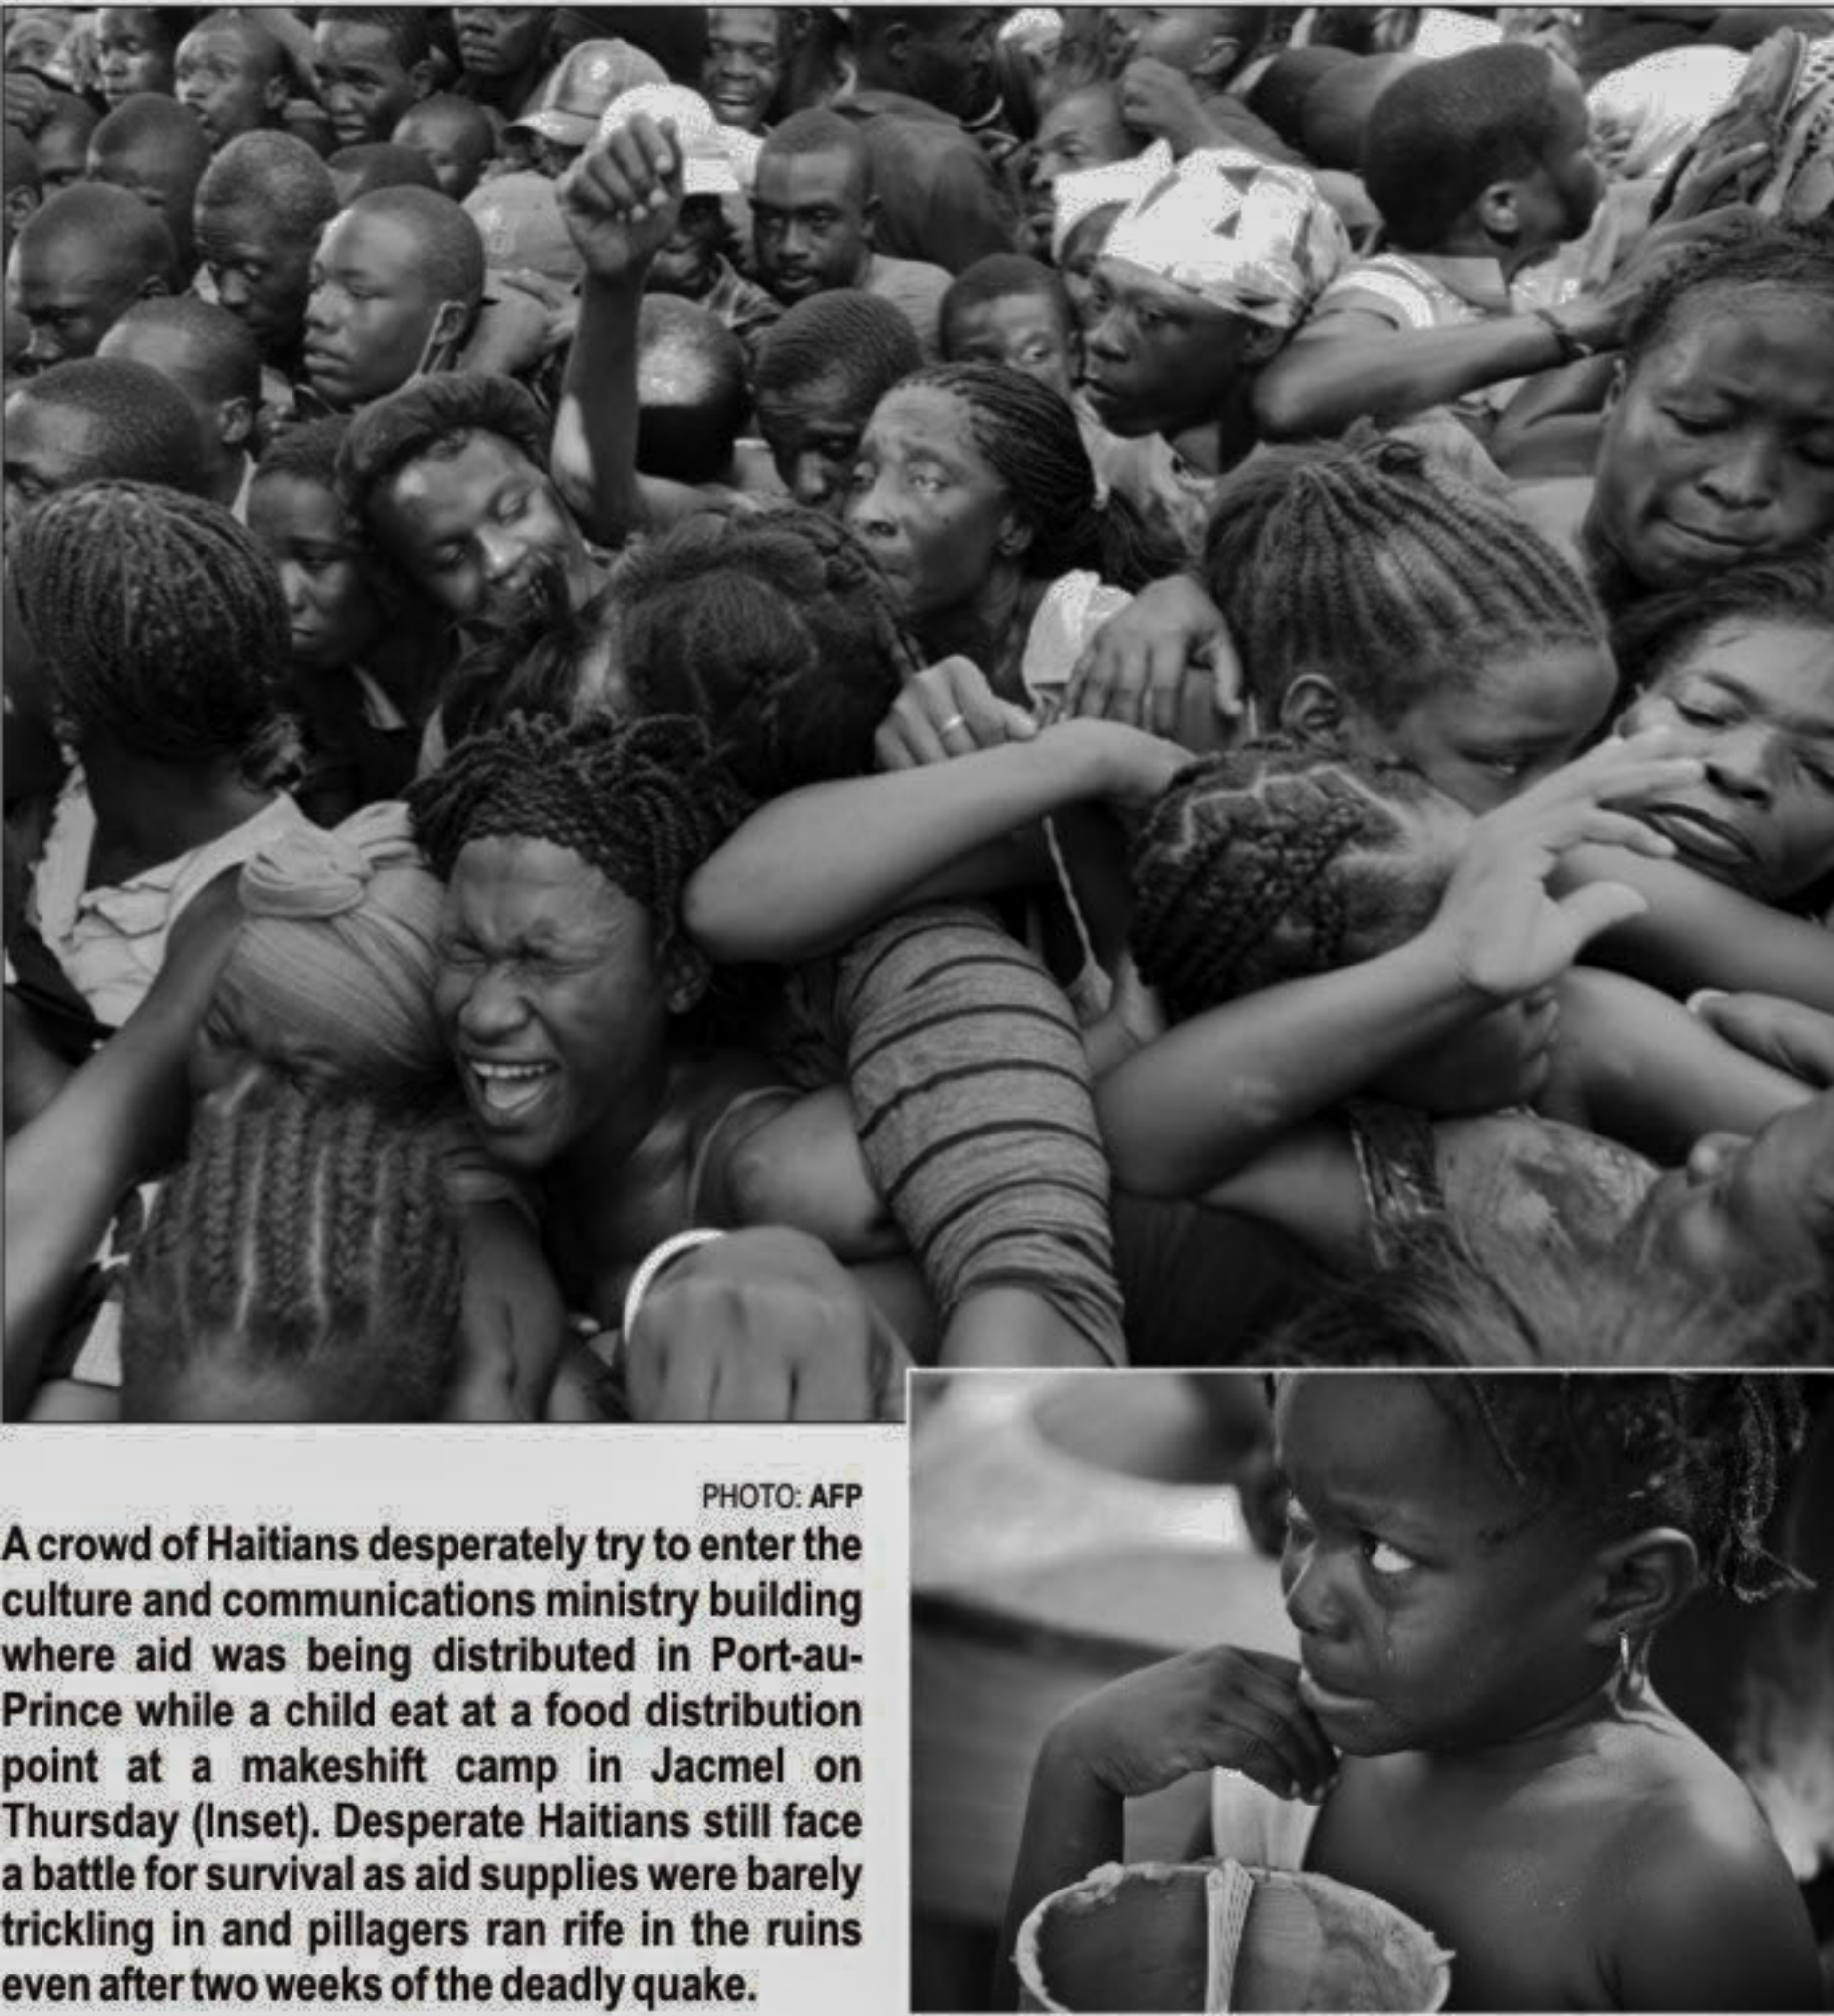 PHOTO: AFP
A crowd of Haitians desperately try to enter the
culture and communications ministry building
where aid was being distributed in Port-au-
Prince while a child eat at a food distribution
point at a makeshift camp in Jacmel on
Thursday (Inset). Desperate Haitians still face
a battle for survival as aid supplies were barely
trickling in and pillagers ran rife in the ruins
even after two weeks of the deadly quake.